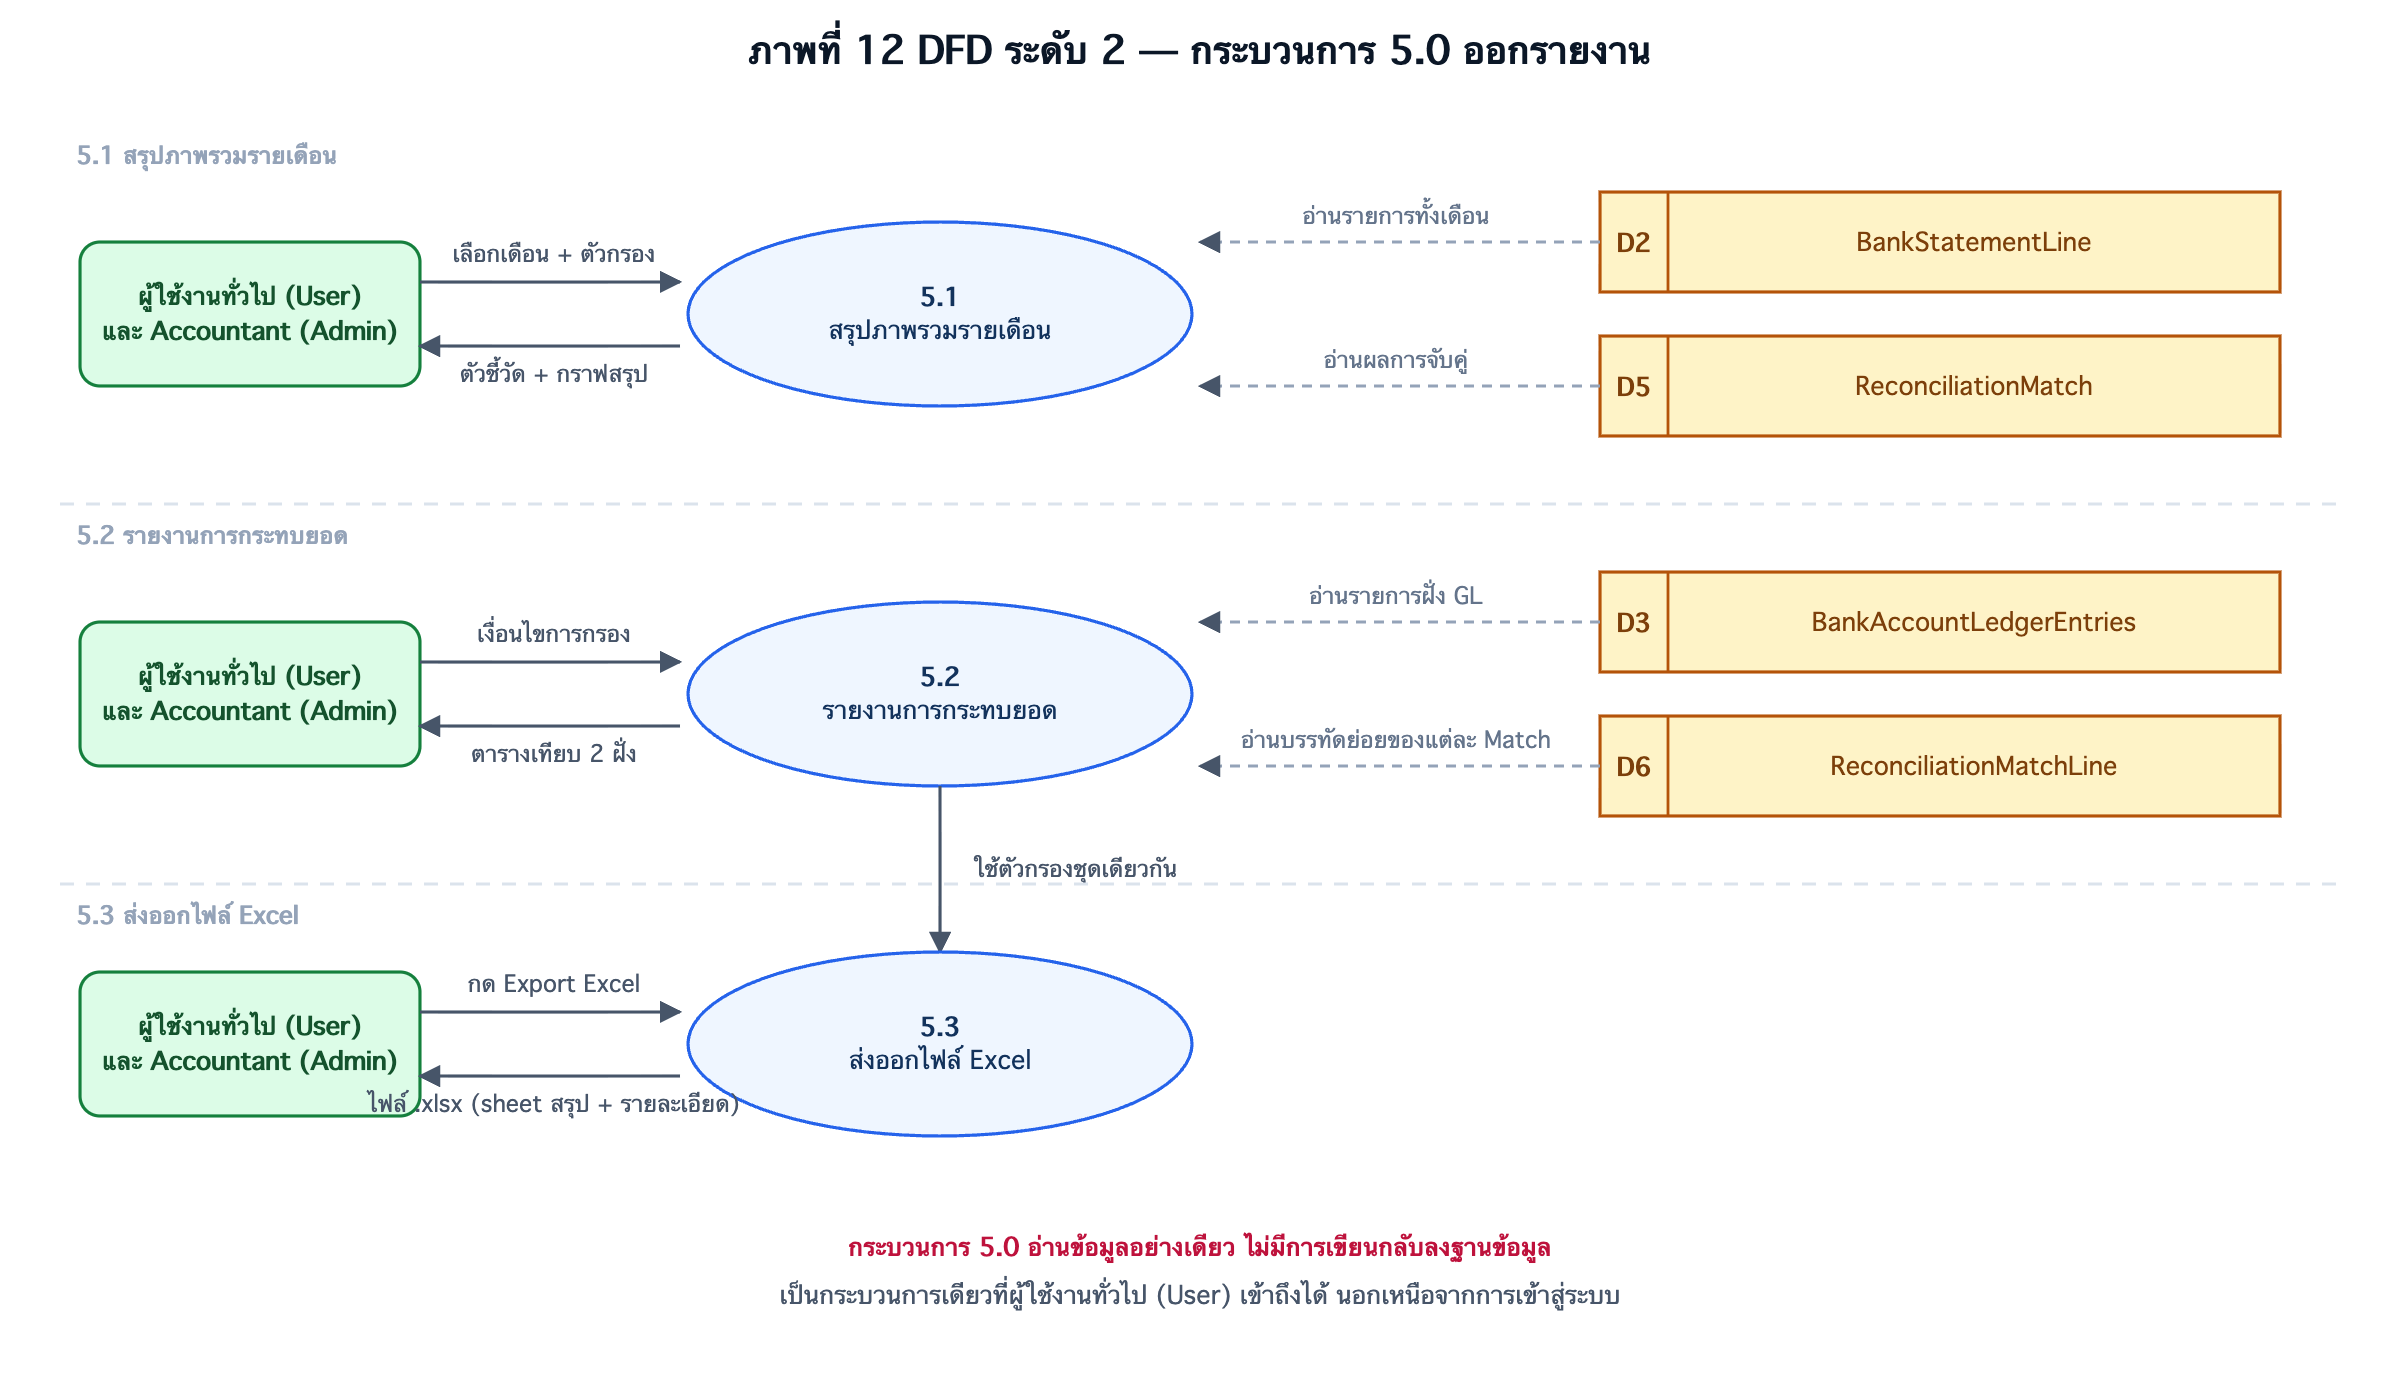 ภาพที่ 12 DFD ระดับ 2 — กระบวนการ 5.0 ออกรายงาน
5.1 สรุปภาพรวมรายเดือน
ผู้ใช้งานทั่วไป (User)
และ Accountant (Admin)
เลือกเดือน + ตัวกรอง
ตัวชี้วัด + กราฟสรุป
5.1
สรุปภาพรวมรายเดือน
อ่านรายการทั้งเดือน
D2 BankStatementLine
อ่านผลการจับคู่
D5 ReconciliationMatch
5.2 รายงานการกระทบยอด
ผู้ใช้งานทั่วไป (User)
และ Accountant (Admin)
เงื่อนไขการกรอง
ตารางเทียบ 2 ฝั่ง
5.2
รายงานการกระทบยอด
อ่านรายการฝั่ง GL
D3 BankAccountLedgerEntries
อ่านบรรทัดย่อยของแต่ละ Match
D6 ReconciliationMatchLine
ใช้ตัวกรองชุดเดียวกัน
5.3 ส่งออกไฟล์ Excel
ผู้ใช้งานทั่วไป (User)
และ Accountant (Admin)
กด Export Excel
ไฟล์ .xlsx (sheet สรุป + รายละเอียด)
5.3
ส่งออกไฟล์ Excel
กระบวนการ 5.0 อ่านข้อมูลอย่างเดียว ไม่มีการเขียนกลับลงฐานข้อมูล
เป็นกระบวนการเดียวที่ผู้ใช้งานทั่วไป (User) เข้าถึงได้ นอกเหนือจากการเข้าสู่ระบบ